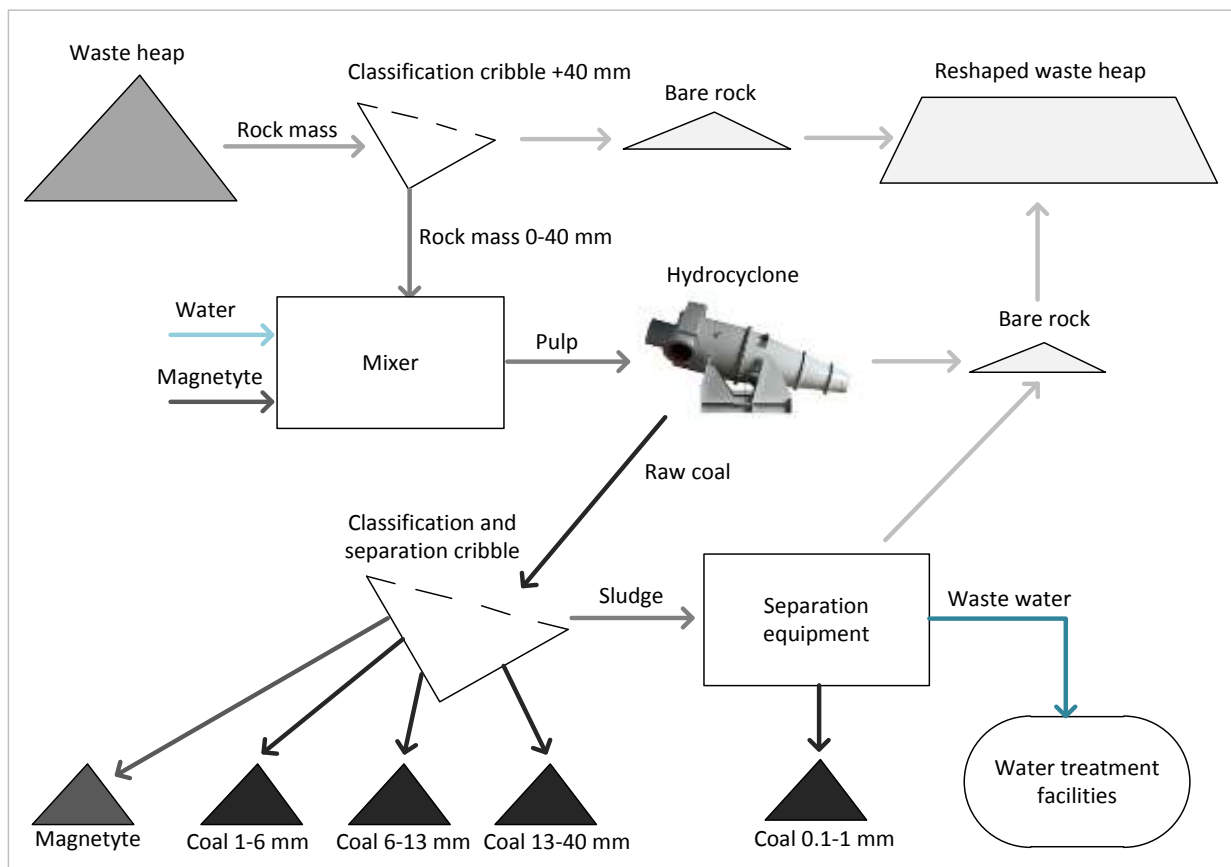 Waste heap
Classification cribble +40 mm
Bare rock
Reshaped waste heap
Rock mass
Rock mass 0-40 mm
Hydrocyclone
Water
Mixer
Pulp
Bare rock
Magnetyte
Raw coal
Classification and
separation cribble
Sludge
Separation
equipment
Waste water
Water treatment
facilities
Magnetyte
Coal 1-6 mm
Coal 6-13 mm
Coal 13-40 mm
Coal 0.1-1 mm